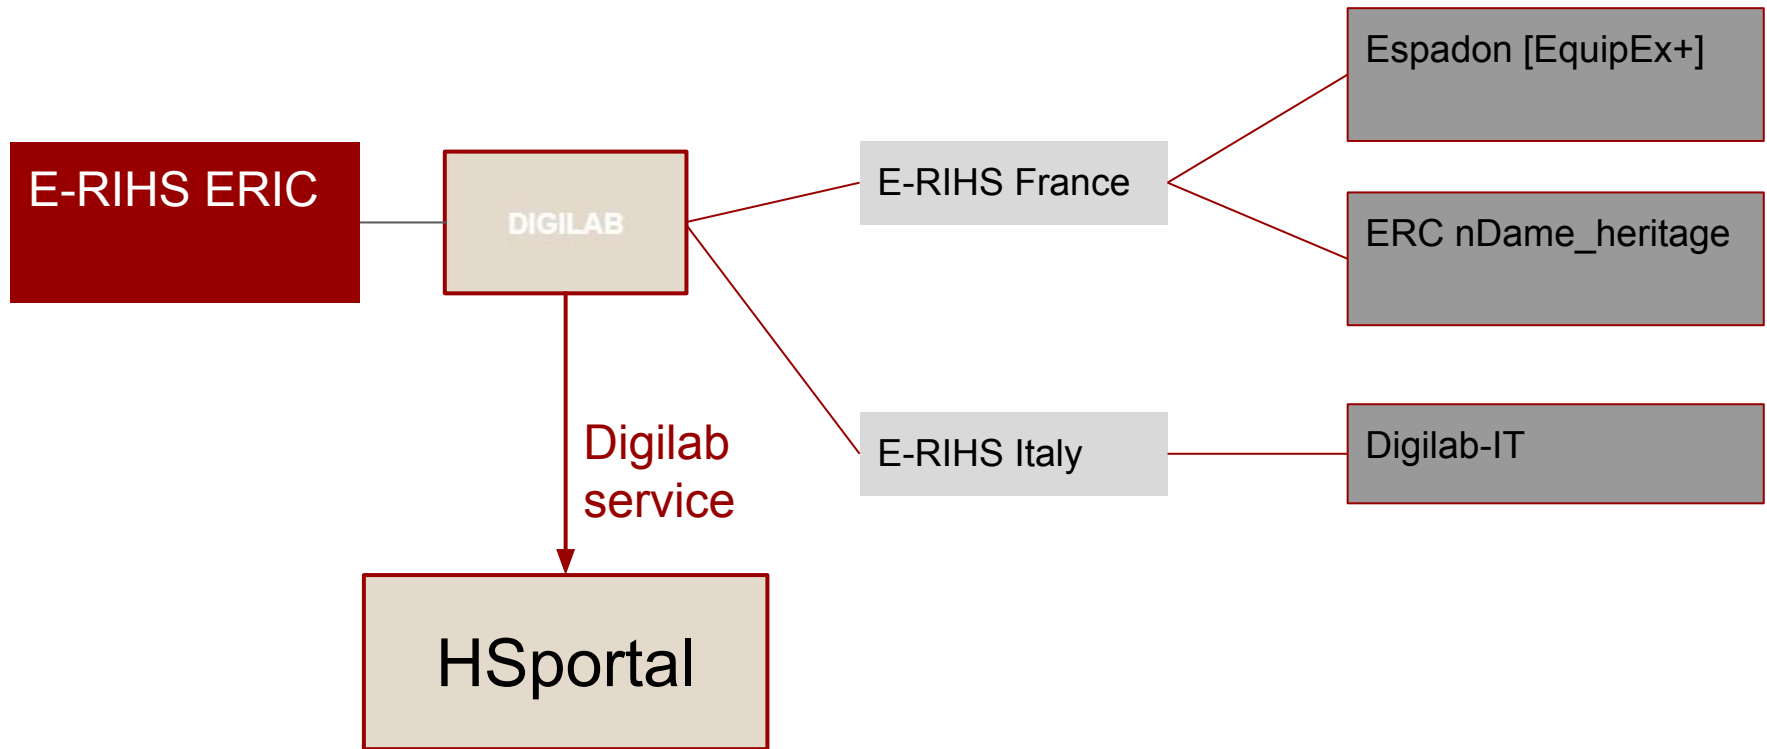 E-RIHS ERIC
DIGILAB
E-RIHS France
Espadon [EquipEx+]
ERC nDame_heritage
E-RIHS Italy
Digilab-IT
Digilab
service
HSportal